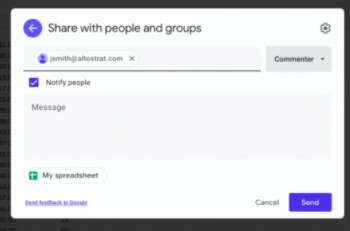 Share with people and groups
jsmith@altostrat.com
Commenter
Notify people
Message
My spreadsheet
Send feedback to Google
Cancel
Send